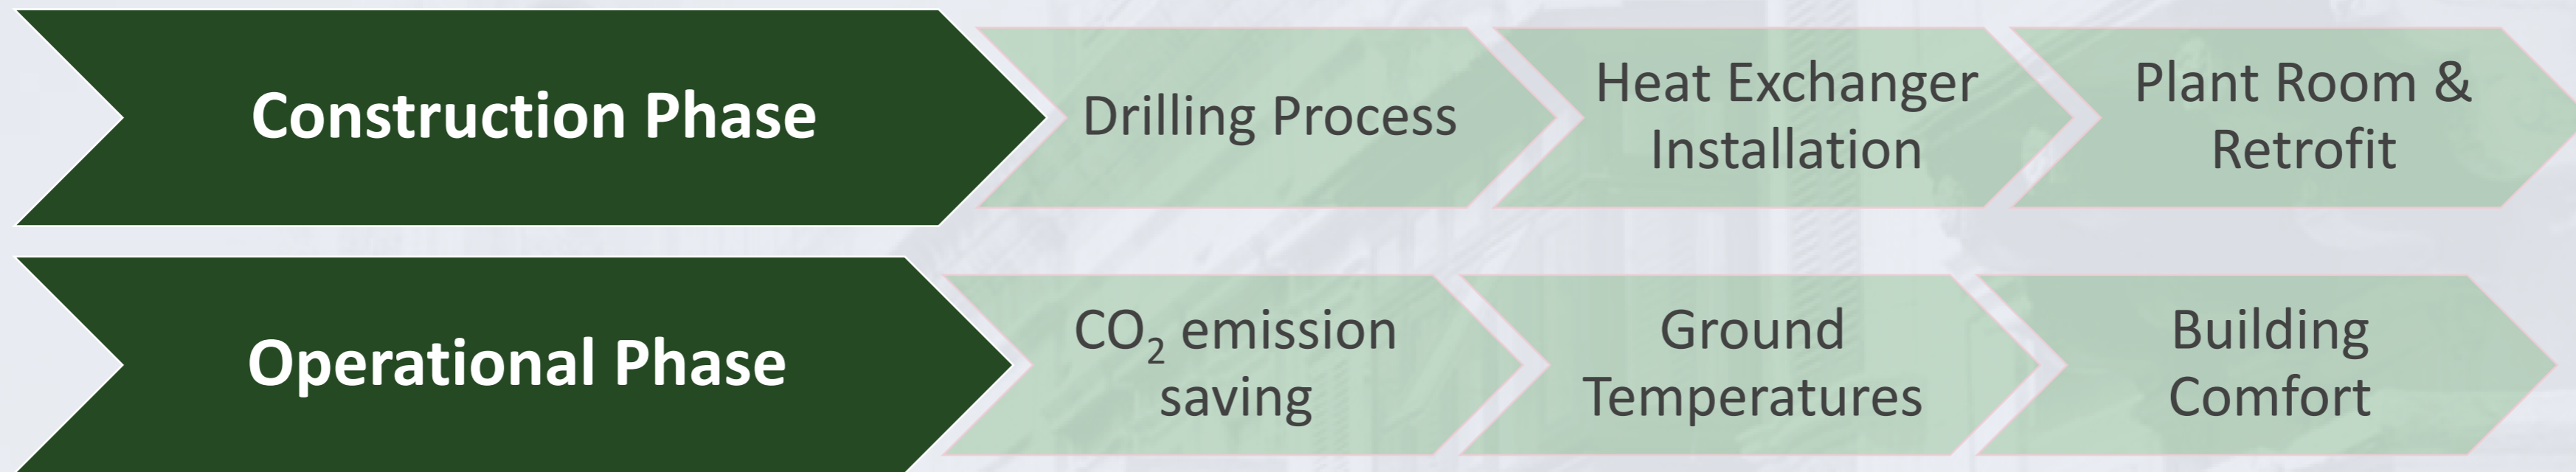 Construction Phase
Drilling Process
Heat Exchanger
Installation
Plant Room &
Retrofit
Operational Phase
CO₂ emission
saving
Ground
Temperatures
Building
Comfort